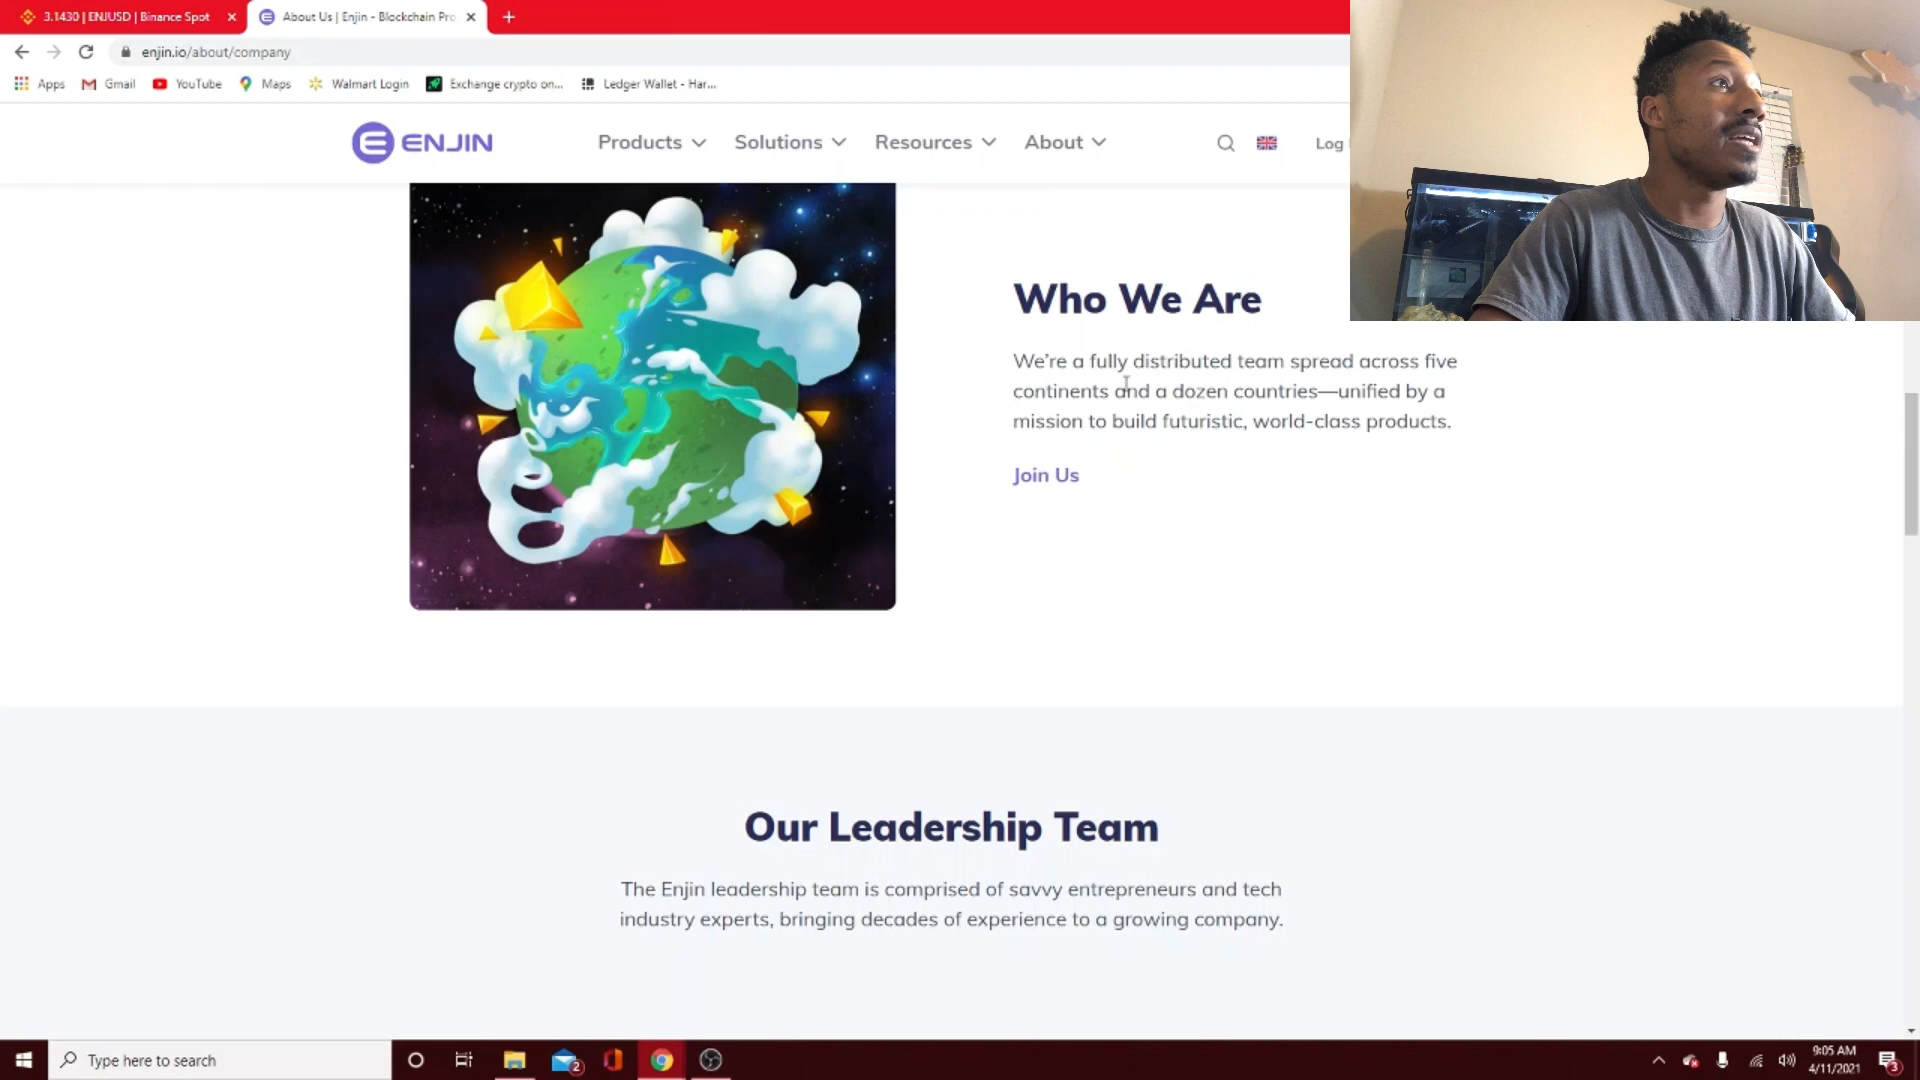 3.1430 | ENJUSD | Binance Spot
About Us | Enjin - Blockchain Pro
enjin.io/about/company
Apps
Gmail
YouTube
Maps
Walmart Login
Exchange crypto on...
Ledger Wallet - Har...
ENJIN
Products
Solutions
Resources
About
Log
Who We Are
We're a fully distributed team spread across five
continents and a dozen countries—unified by a
mission to build futuristic, world-class products.
Join Us
Our Leadership Team
The Enjin leadership team is comprised of savvy entrepreneurs and tech
industry experts, bringing decades of experience to a growing company.
Type here to search
2
9:05 AM
4/11/2021
3